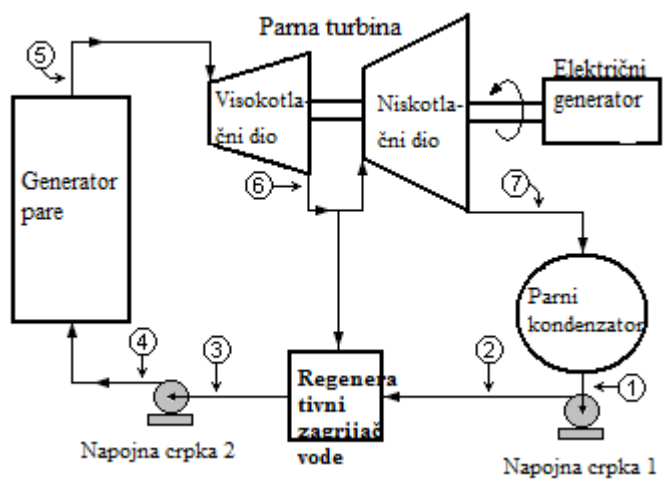 Parna turbina
5
Visokotla-
čni dio
Niskotla-
čni dio
Električni
generator
6
7
Generator
pare
Parni
kondenzator
4
3
2
1
Regenera
tivni
zagrijač
vode
Napojna crpka 2
Napojna crpka 1